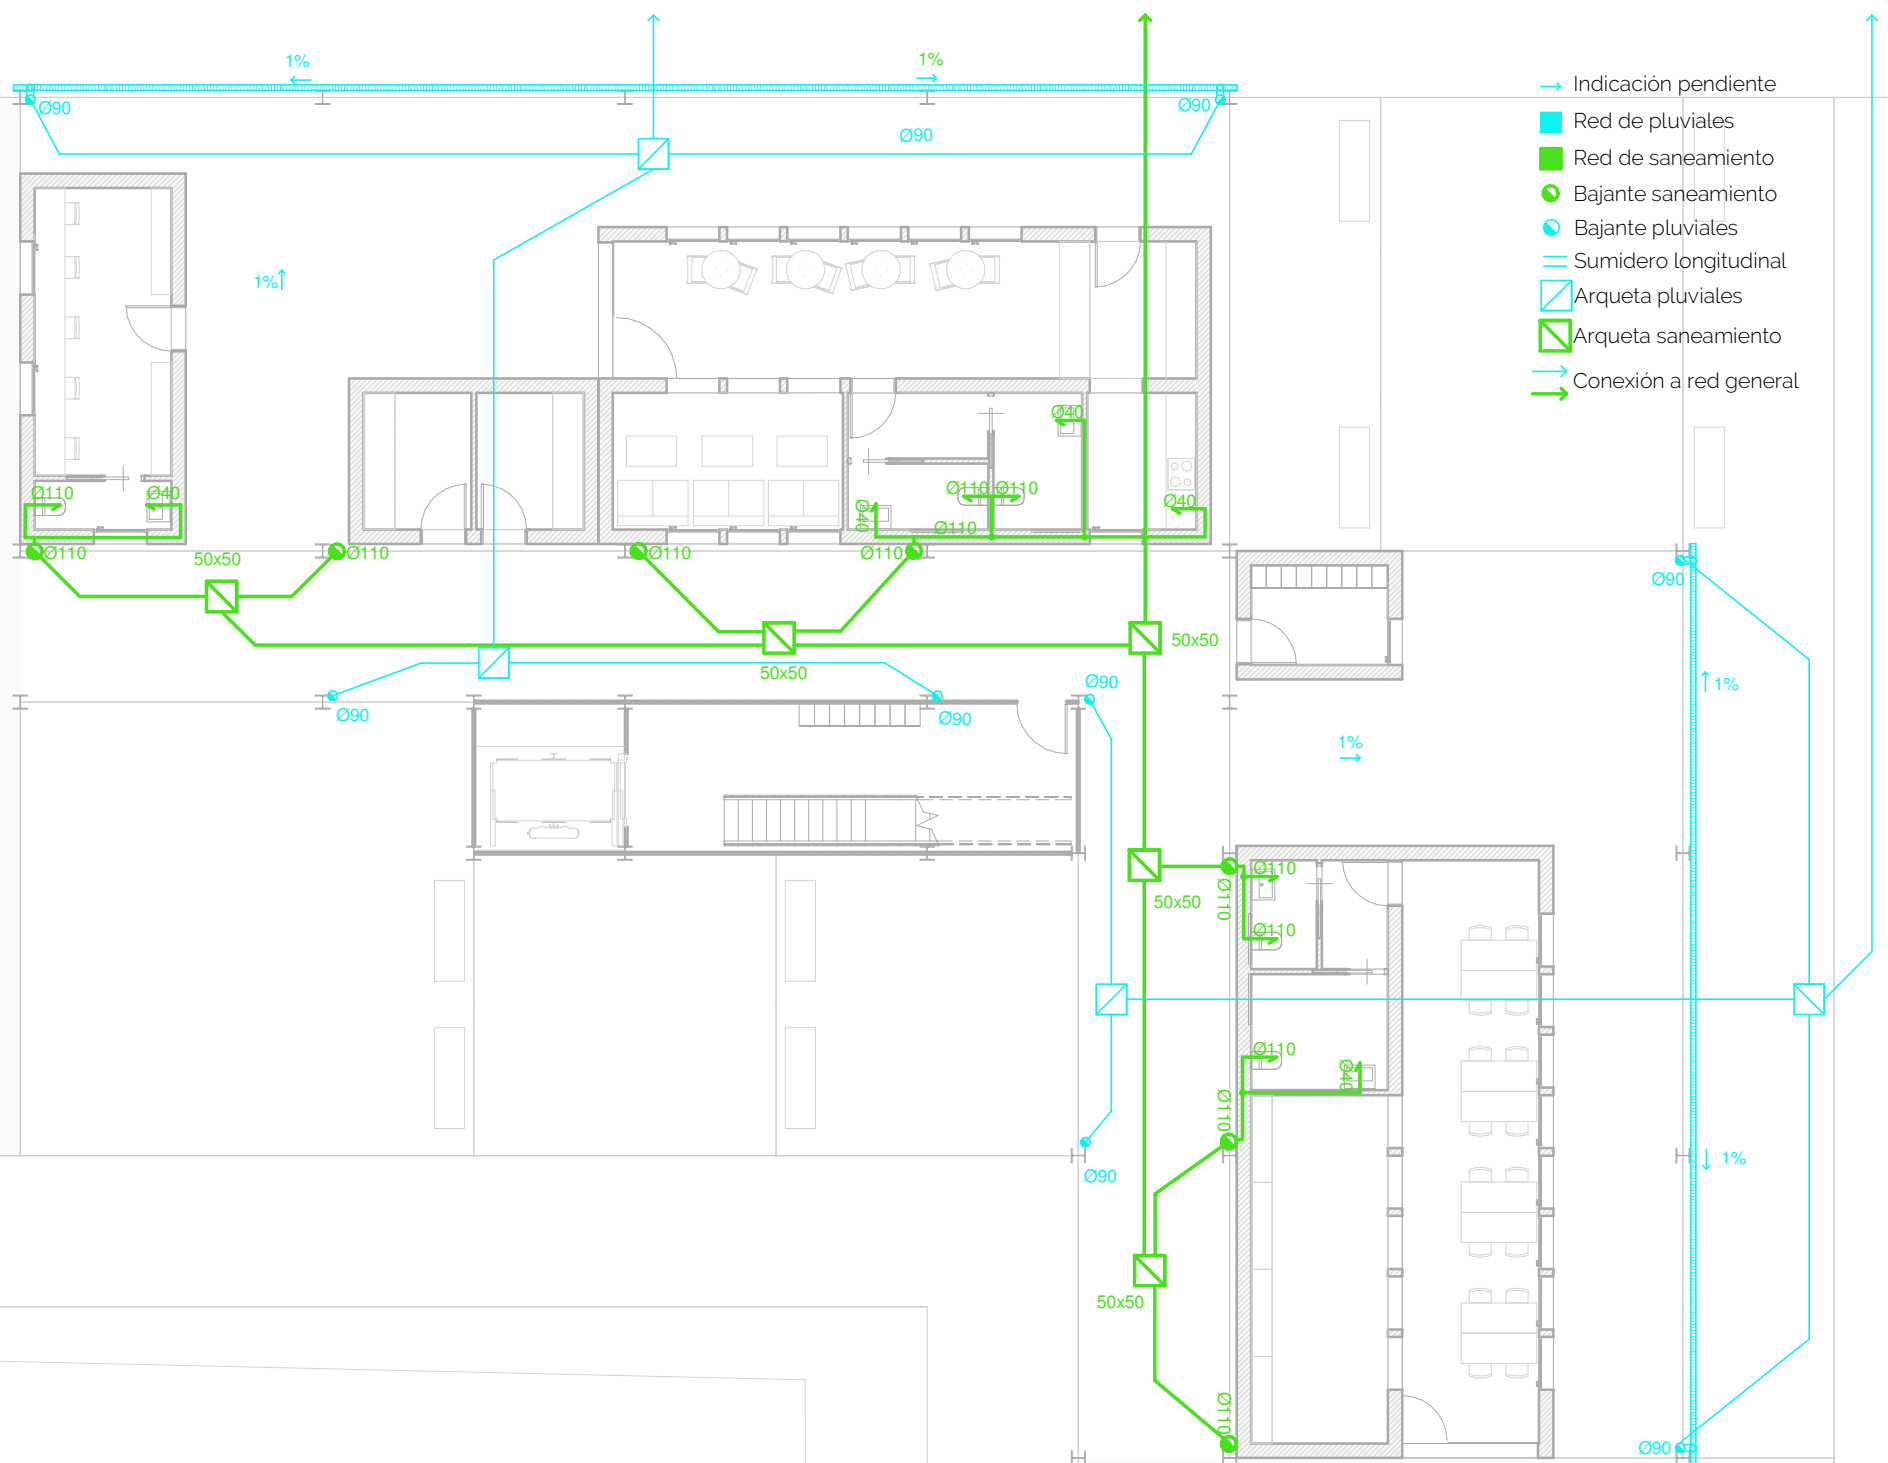 1%
1%
Ø90
Ø90
Ø90
Indicación pendiente
Red de pluviales
Red de saneamiento
Bajante saneamiento
Bajante pluviales
Sumidero longitudinal
Arqueta pluviales
Arqueta saneamiento
Conexión a red general
1%
Ø40
Ø110
Ø40
Ø110
Ø110
Ø40
Ø40
Ø110
Ø110
Ø110
Ø110
Ø110
50x50
Ø90
50x50
50x50
Ø90
1%
Ø90
Ø90
1%
Ø110
Ø110
50x50
Ø110
Ø110
Ø40
Ø110
1%
Ø90
50x50
Ø110
Ø90